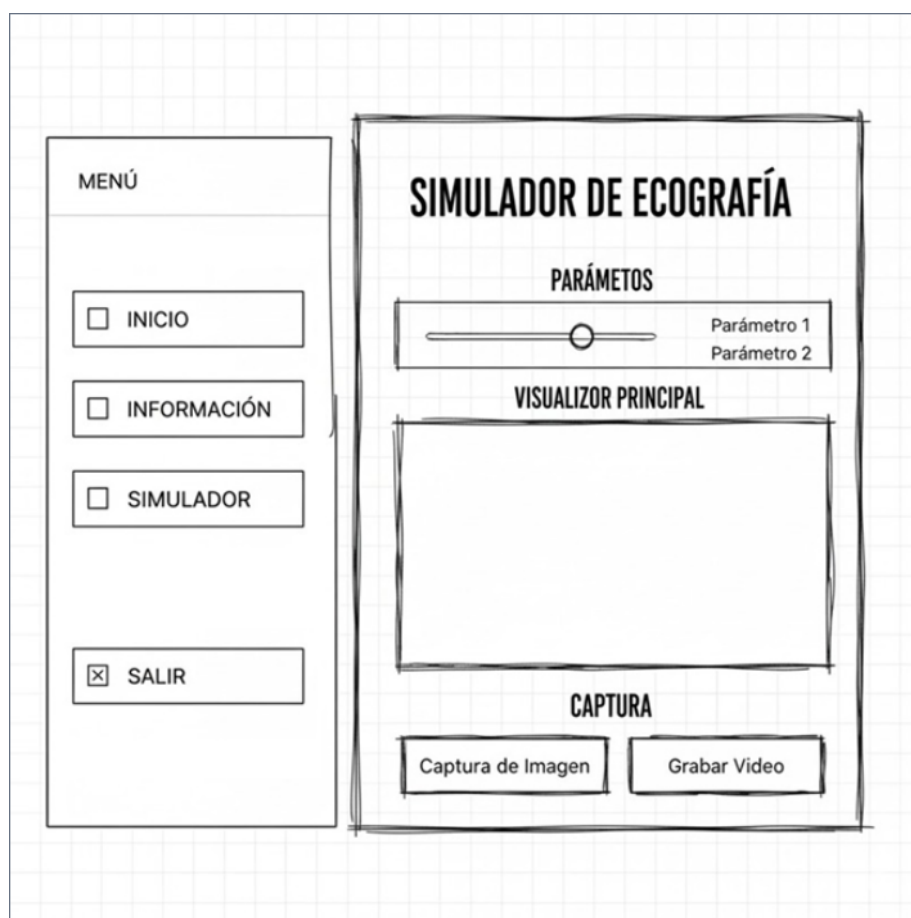 MENÚ
INICIO
INFORMACIÓN
SIMULADOR
SALIR
SIMULADOR DE ECOGRAFÍA
PARÁMETOS
Parámetro 1
Parámetro 2
VISUALIZOR PRINCIPAL
CAPTURA
Captura de Imagen
Grabar Video